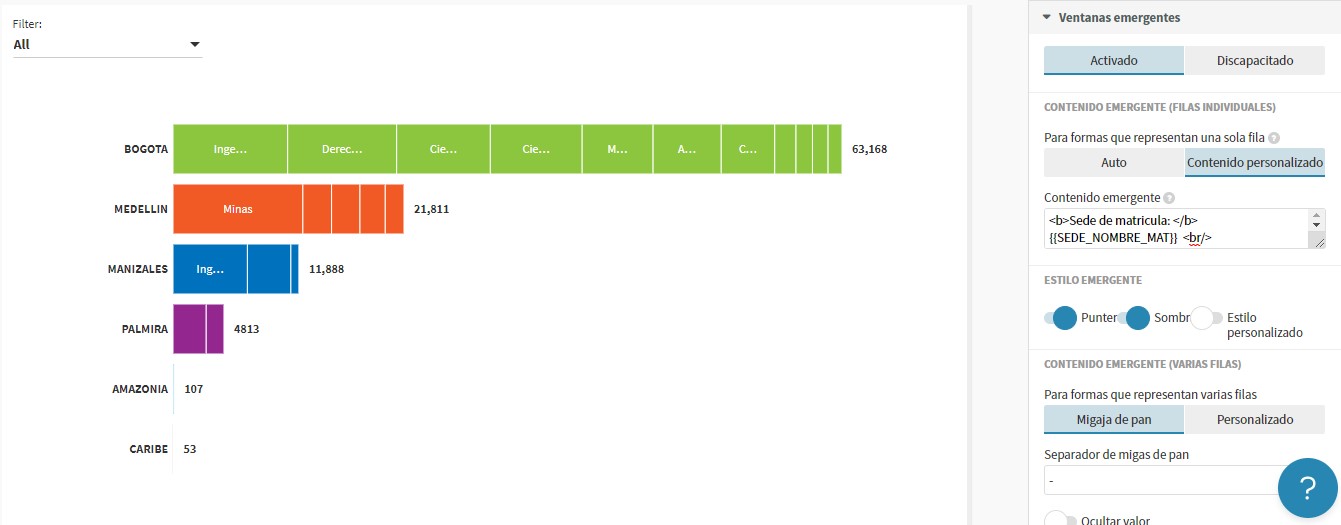 Filter:
All
BOGOTA
Inge...
Derec...
Cie...
Cie...
M...
A...
C...
63,168
MEDELLIN
Minas
21,811
MANIZALES
Ing...
11,888
PALMIRA
4813
AMAZONIA
107
CARIBE
53
Ventanas emergentes
Activado
Discapacitado
CONTENIDO EMERGENTE (FILAS INDIVIDUALES)
Para formas que representan una sola fila ?
Auto
Contenido personalizado
Contenido emergente ?
<b>Sede de matricula: </b>
{{SEDE_NOMBRE_MAT}} <br/>
ESTILO EMERGENTE
Punter
Sombr
Estilo
personalizado
CONTENIDO EMERGENTE (VARIAS FILAS)
Para formas que representan varias filas
Migaja de pan
Personalizado
Separador de migas de pan
-
?
Ocultar valor